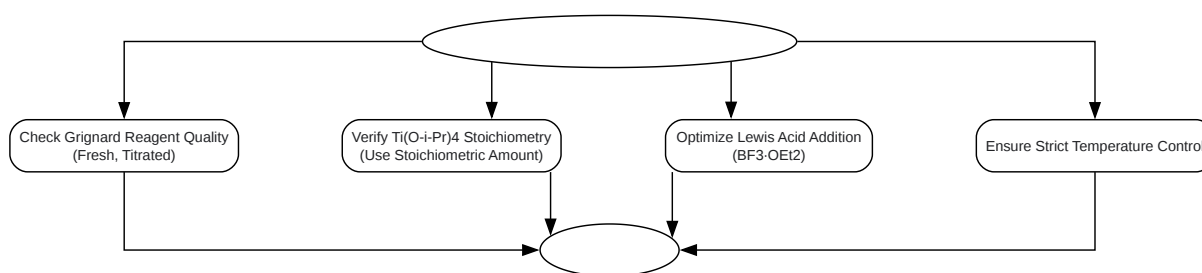 Check Grignard Reagent Quality
(Fresh, Titrated)
Verify Ti(O-i-Pr)4 Stoichiometry
(Use Stoichiometric Amount)
Optimize Lewis Acid Addition
(BF3·OEt2)
Ensure Strict Temperature Control